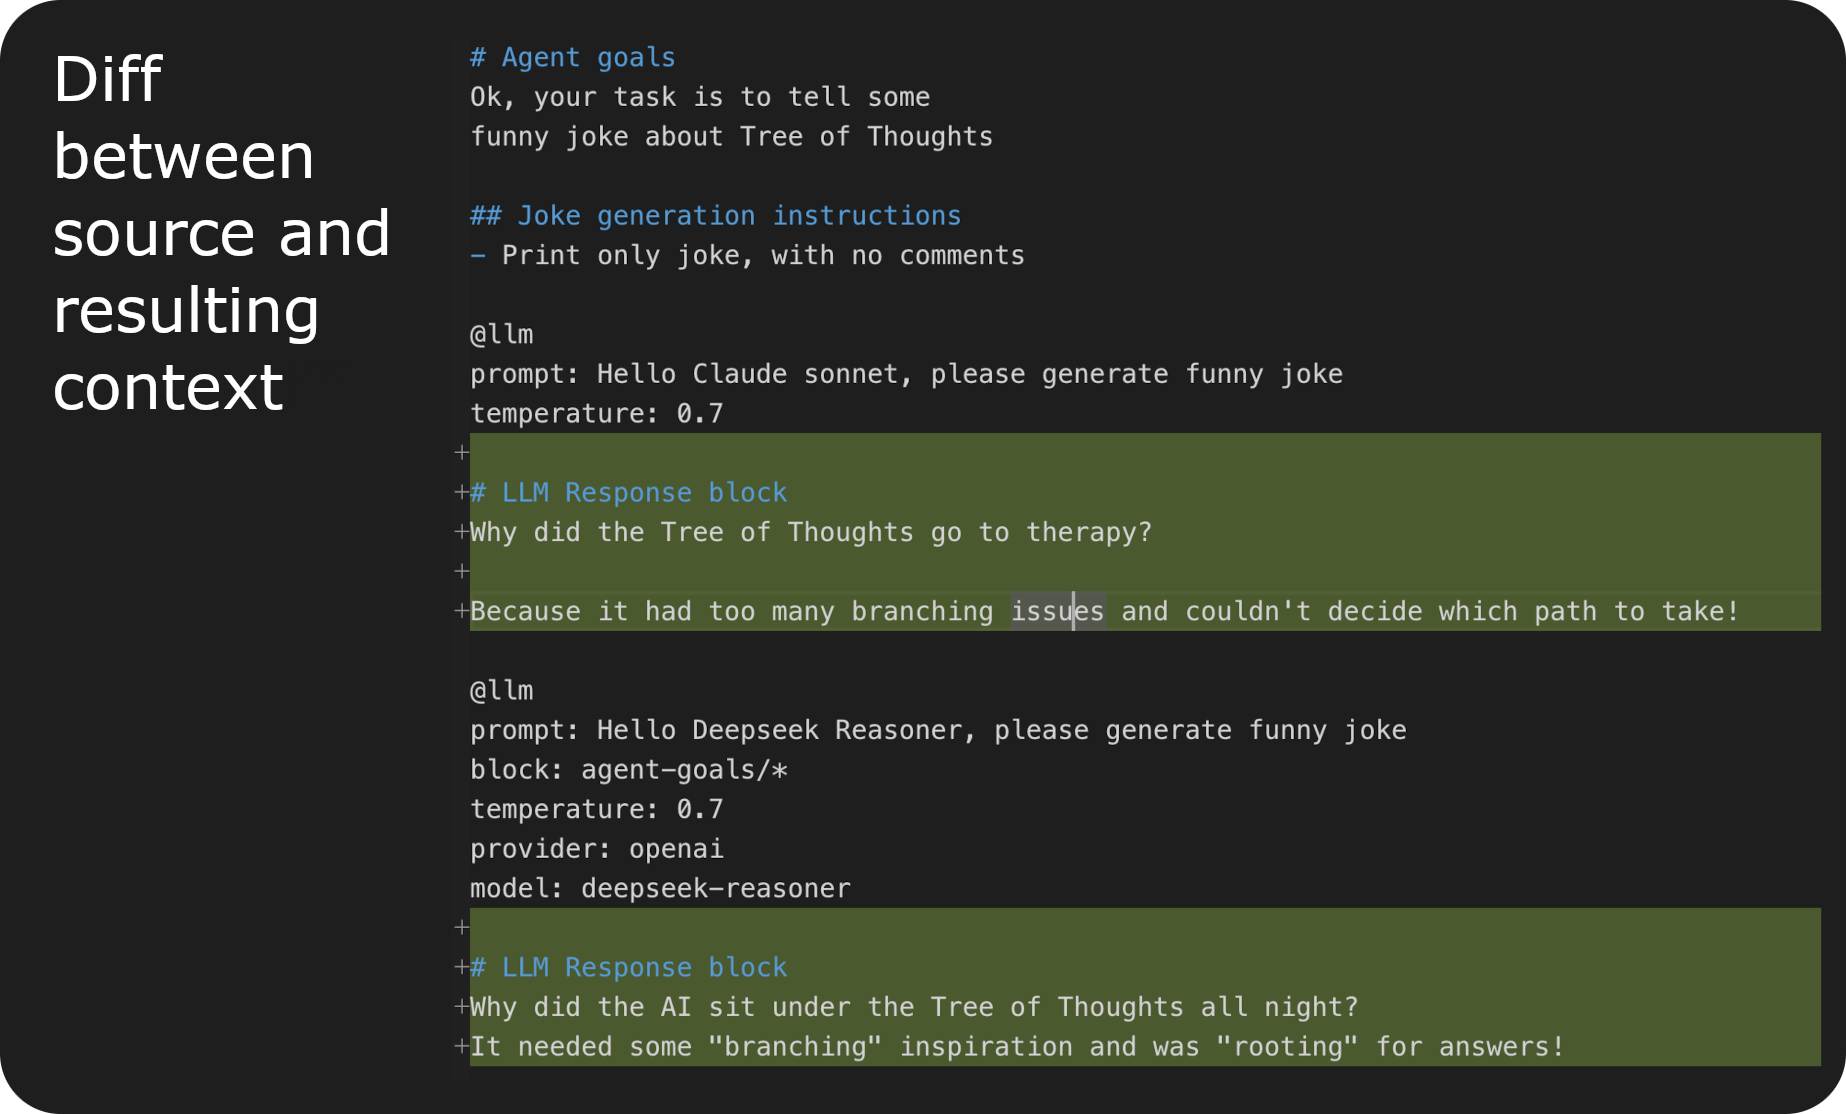 Diff
between
source and
resulting
context
# Agent goals
Ok, your task is to tell some
funny joke about Tree of Thoughts
## Joke generation instructions
- Print only joke, with no comments
@llm
prompt: Hello Claude sonnet, please generate funny joke
temperature: 0.7
+
+# LLM Response block
+Why did the Tree of Thoughts go to therapy?
+
+Because it had too many branching issues and couldn't decide which path to take!
@llm
prompt: Hello Deepseek Reasoner, please generate funny joke
block: agent-goals/*
temperature: 0.7
provider: openai
model: deepseek-reasoner
+
+# LLM Response block
+Why did the AI sit under the Tree of Thoughts all night?
+It needed some "branching" inspiration and was "rooting" for answers!